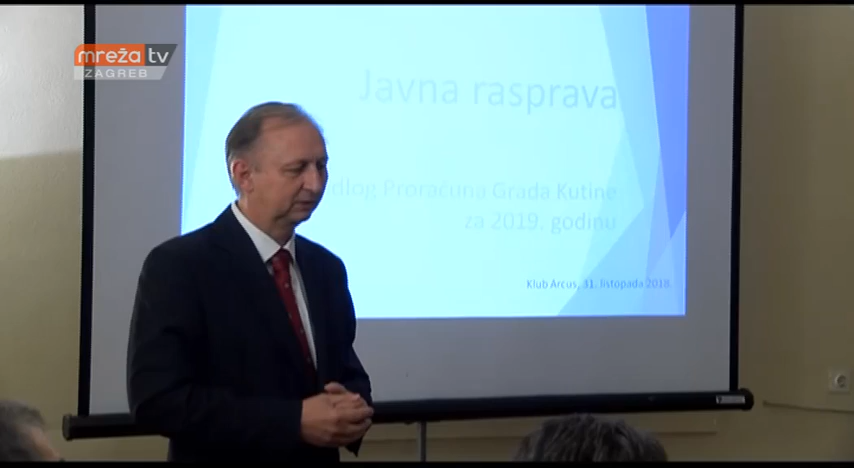 mreža tv
ZAGREB
Javna rasprava
Proračuna Grada Kutine
za 2019. godinu
Klub Arcus, 31. listopada 2018.